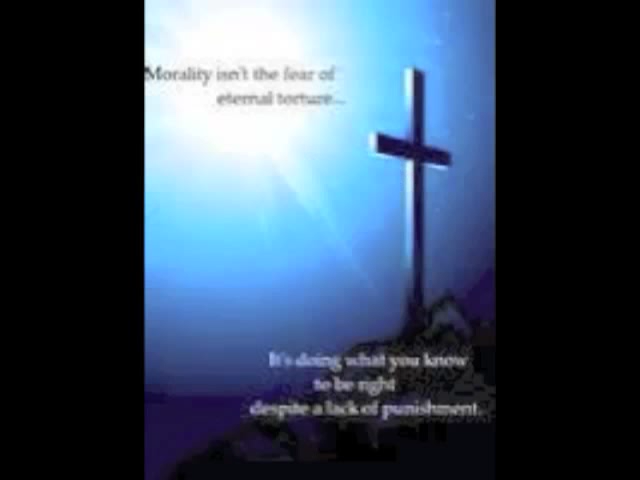 Morality isn't the fear of
eternal torture...
It's doing what you know
to be right
despite a lack of punishment.